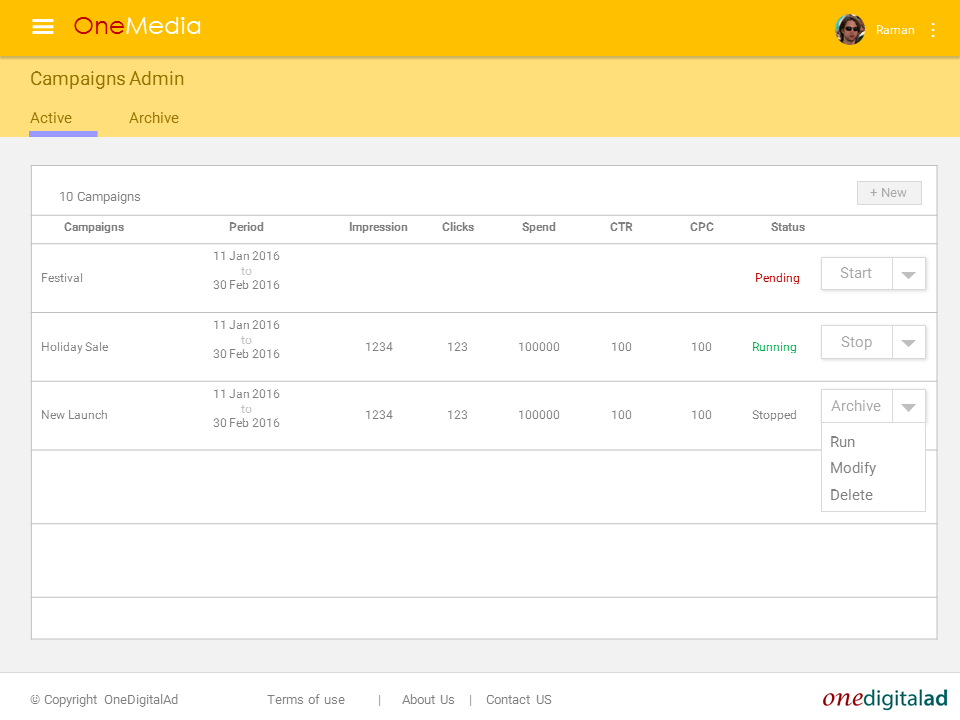 OneMedia
Raman
Campaigns Admin
Active Archive
10 Campaigns + New
Campaigns Period Impression Clicks Spend CTR CPC Status
11 Jan 2016
to
30 Feb 2016
Festival Pending Start
11 Jan 2016
to
30 Feb 2016
Holiday Sale 1234 123 100000 100 100 Running Stop
11 Jan 2016
to
30 Feb 2016
New Launch 1234 123 100000 100 100 Stopped Archive
Run
Modify
Delete
© Copyright OneDigitalAd Terms of use | About Us | Contact US onedigitalad